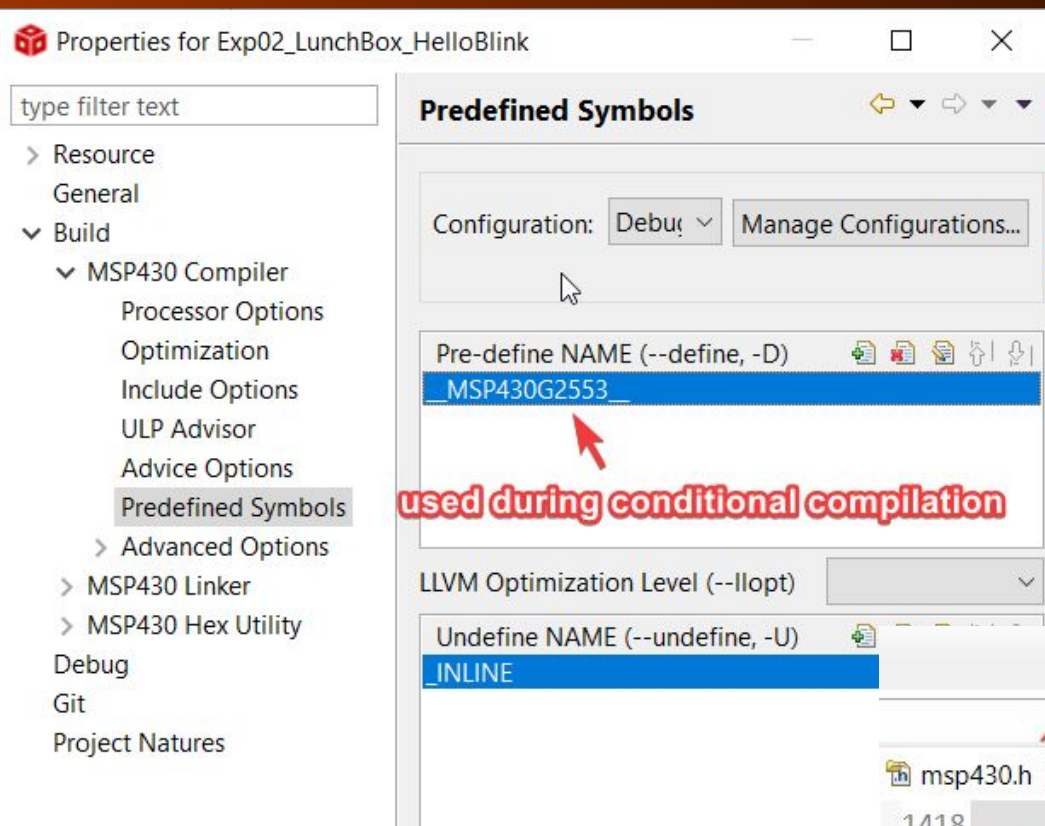 Properties for Exp02_LunchBox_HelloBlink
type filter text
Resource
General
Build
MSP430 Compiler
Processor Options
Optimization
Include Options
ULP Advisor
Advice Options
Predefined Symbols
Advanced Options
MSP430 Linker
MSP430 Hex Utility
Debug
Git
Project Natures
Predefined Symbols
Configuration:
Manage Configurations...
Pre-define NAME (--define, -D)
__MSP430G2553__
used during conditional compilation
LLVM Optimization Level (--llopt)
Undefine NAME (--undefine, -U)
_INLINE
msp430.h
1418